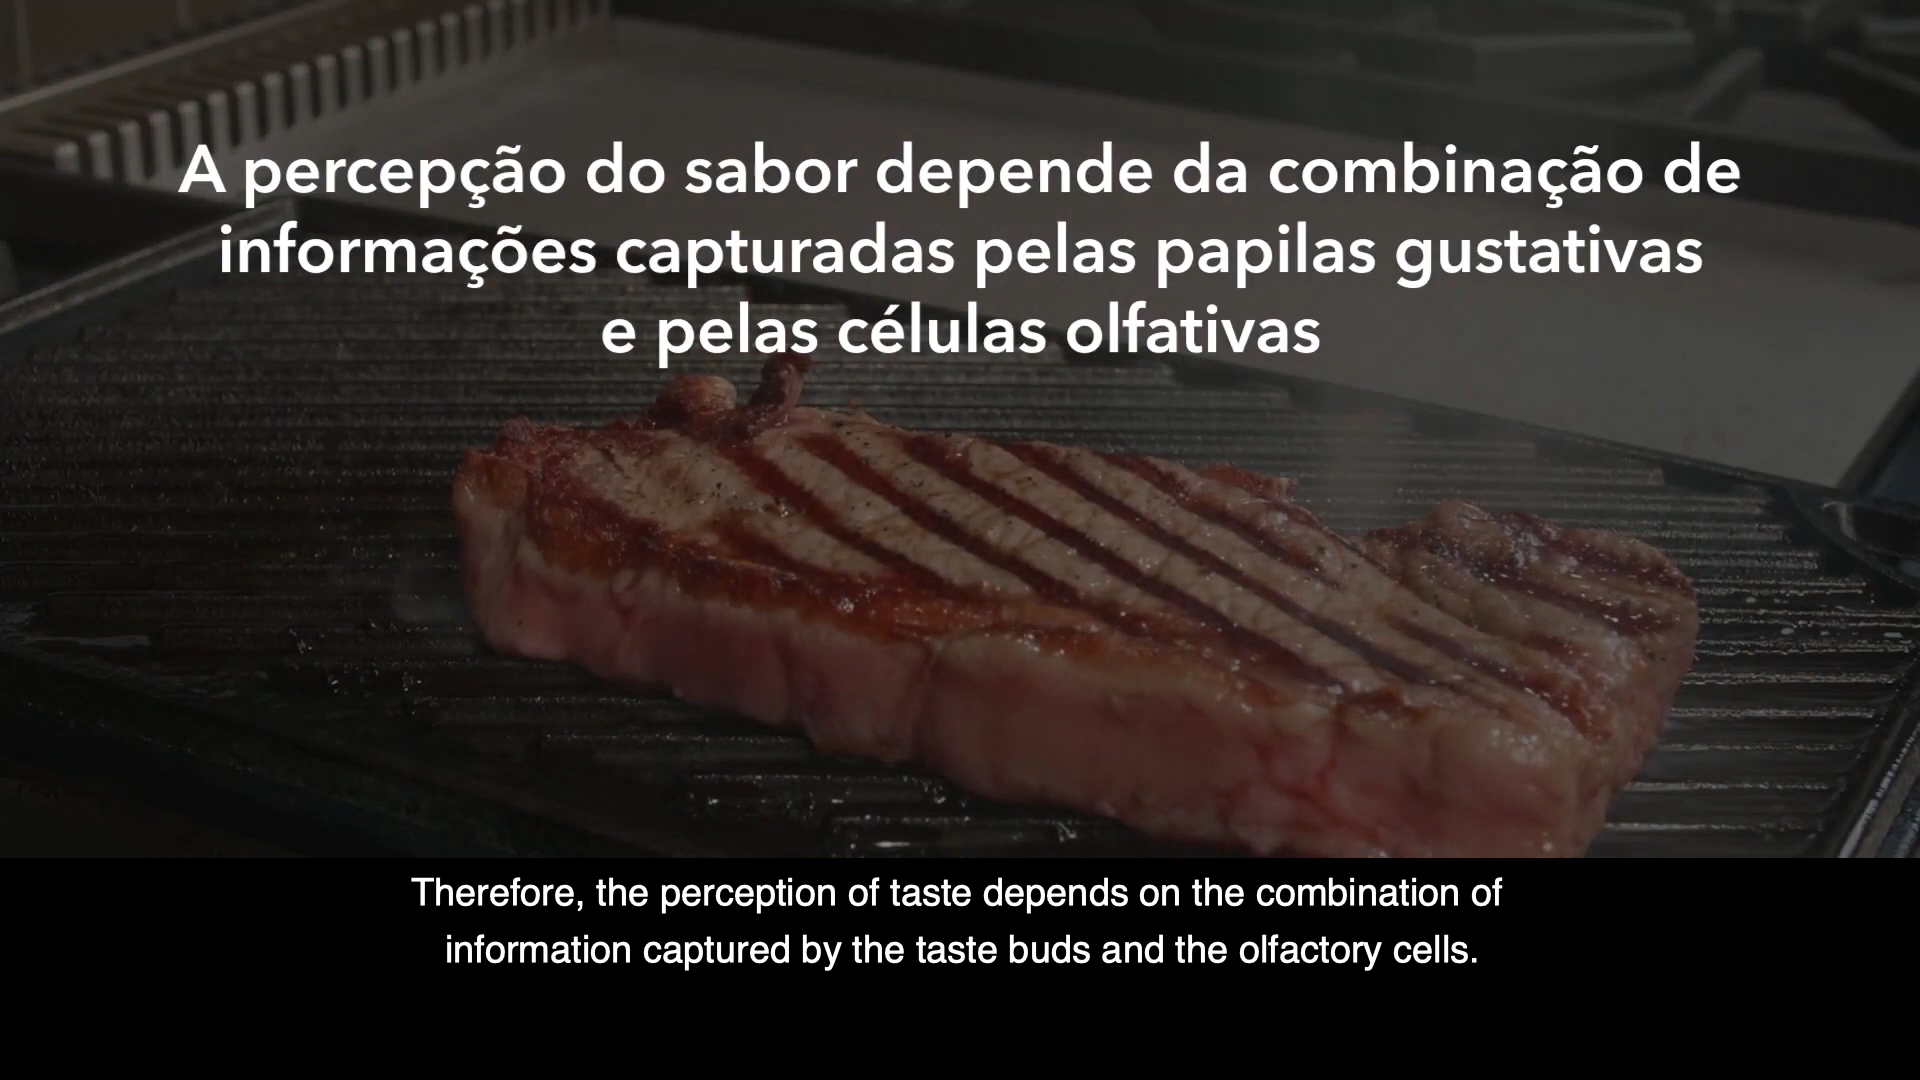 A percepção do sabor depende da combinação de
informações capturadas pelas papilas gustativas
e pelas células olfativas
Therefore, the perception of taste depends on the combination of
information captured by the taste buds and the olfactory cells.